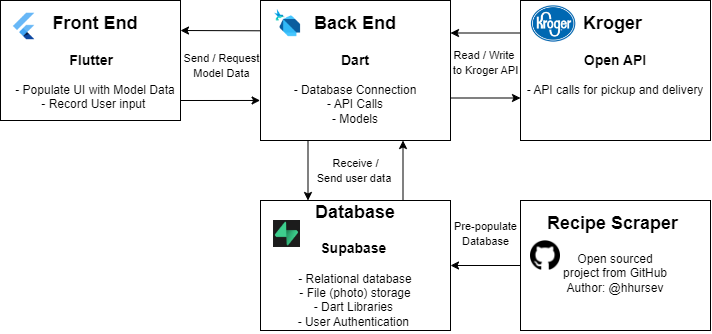 Front End
Flutter
- Populate UI with Model Data
- Record User input
Send / Request
Model Data
Back End
Dart
- Database Connection
- API Calls
- Models
Read / Write
to Kroger API
Kroger
Kroger
Open API
- API calls for pickup and delivery
Receive /
Send user data
Database
Supabase
- Relational database
- File (photo) storage
- Dart Libraries
- User Authentication
Pre-populate
Database
Recipe Scraper
Open sourced
project from GitHub
Author: @hhursev